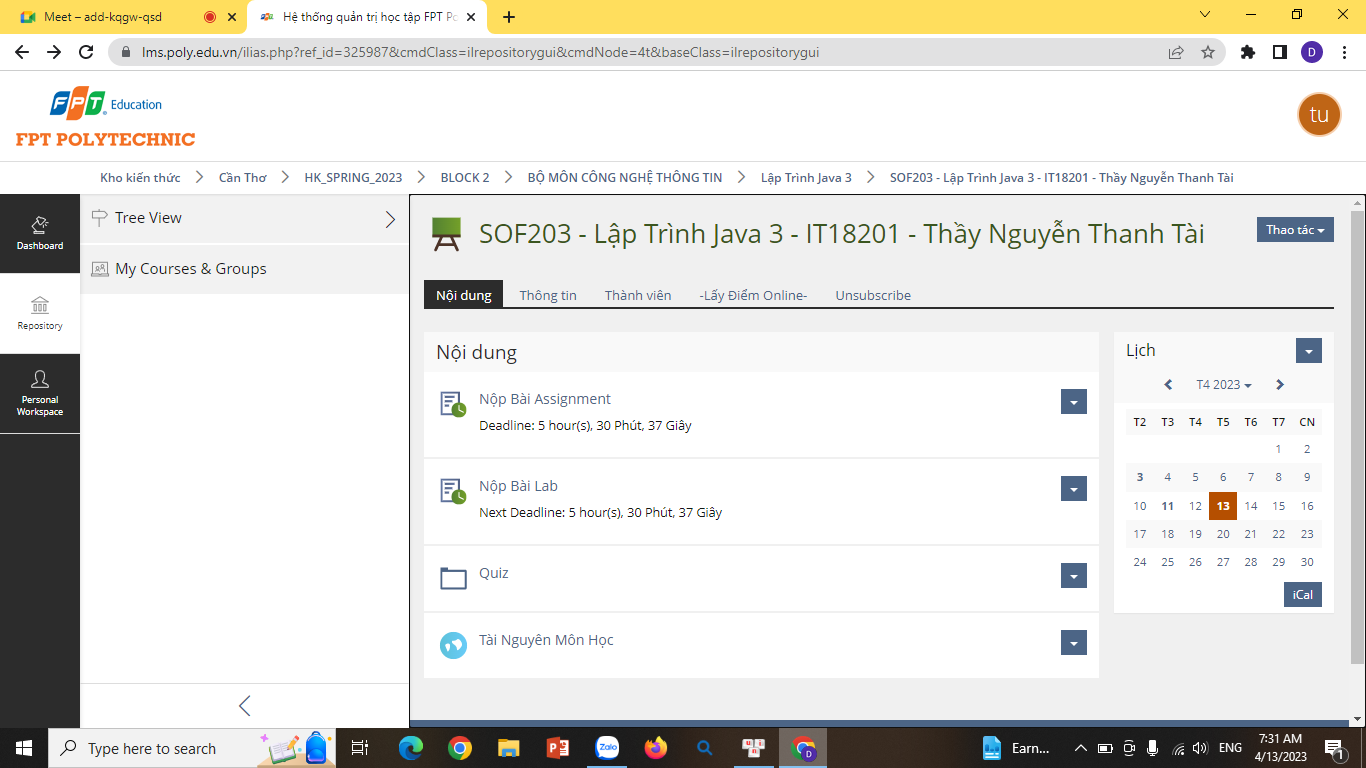 Meet – add-kqgw-qsd
Hệ thống quản trị học tập FPT Po
lms.poly.edu.vn/ilias.php?ref_id=325987&cmdClass=ilrepositorygui&cmdNode=4t&baseClass=ilrepositorygui
D
FPT Education
FPT POLYTECHNIC
tu
Kho kiến thức Cần Thơ HK_SPRING_2023 BLOCK 2 BỘ MÔN CÔNG NGHỆ THÔNG TIN Lập Trình Java 3 SOF203 - Lập Trình Java 3 - IT18201 - Thầy Nguyễn Thanh Tài
Dashboard
Repository
Personal
Workspace
Tree View
My Courses & Groups
SOF203 - Lập Trình Java 3 - IT18201 - Thầy Nguyễn Thanh Tài
Thao tác
Nội dung Thông tin Thành viên -Lấy Điểm Online- Unsubscribe
Nội dung
Nộp Bài Assignment
Deadline: 5 hour(s), 30 Phút, 37 Giây
Nộp Bài Lab
Next Deadline: 5 hour(s), 30 Phút, 37 Giây
Quiz
Tài Nguyên Môn Học
Lịch
T4 2023
T2 T3 T4 T5 T6 T7 CN
1 2
3 4 5 6 7 8 9
10 11 12 13 14 15 16
17 18 19 20 21 22 23
24 25 26 27 28 29 30
iCal
Type here to search
Zalo
D
Earn...
ENG
7:31 AM
4/13/2023
1